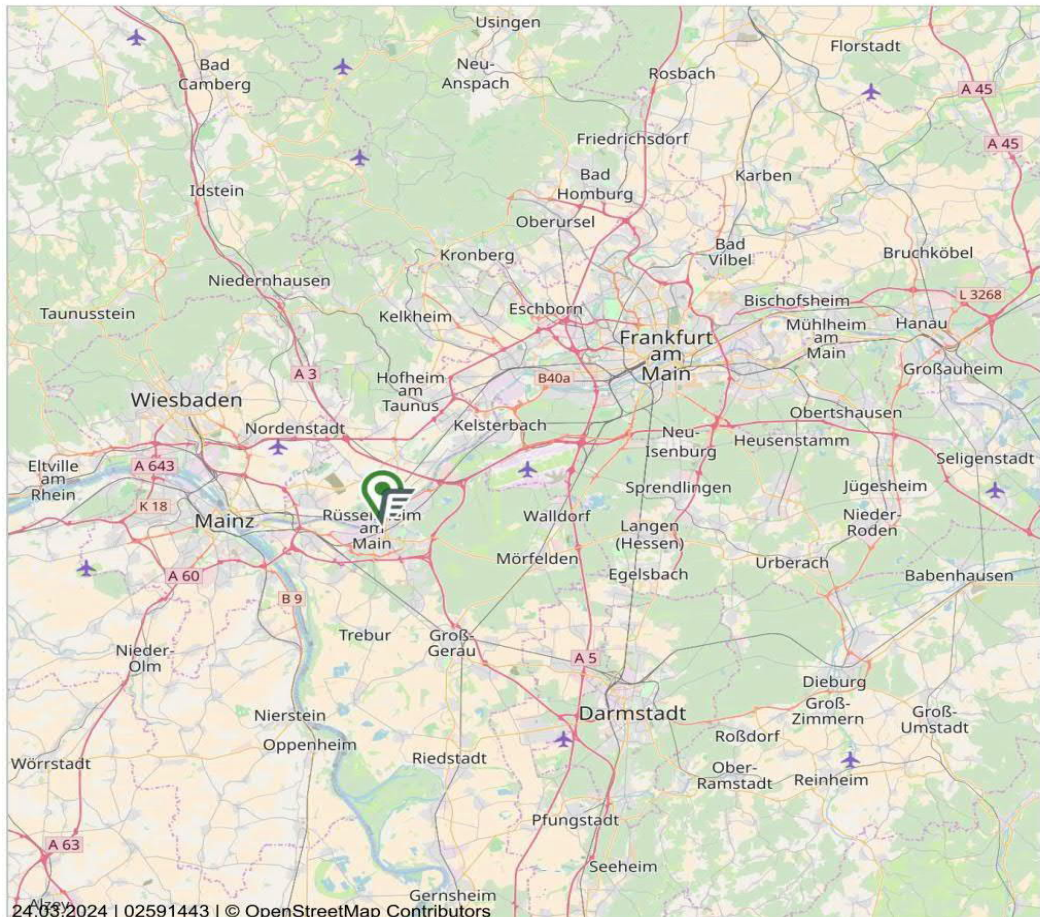 Usingen
Bad
Camberg
Neu-
Anspach
Rosbach
Florstadt
A 45
A 45
Friedrichsdorf
Idstein
Bad
Homburg
Karben
Oberursel
Kronberg
Bad
Vilbel
Bruchköbel
Niedernhausen
Taunusstein
Kelkheim
Eschborn
Bischofsheim
L 3268
Frankfurt
am
Main
Mühlheim
am
Main
Hanau
Großauheim
A 3
Hofheim
am
Taunus
B40a
Wiesbaden
Nordenstadt
Kelsterbach
Neu-
Isenburg
Obertshausen
Heusenstamm
Eltville
am
Rhein
A 643
K 18
Seligenstadt
Sprendlingen
Jügesheim
Mainz
am
Main
Walldorf
Langen
(Hessen)
Nieder-
Roden
Mörfelden
Egelsbach
Urberach
Babenhausen
A 60
B 9
Trebur
Groß-
Gerau
Nieder-
Olm
A 5
Dieburg
Groß-
Zimmern
Groß-
Umstadt
Nierstein
Darmstadt
Oppenheim
Roßdorf
Wörrstadt
Riedstadt
Ober-
Ramstadt
Reinheim
Pfungstadt
A 63
Seeheim
Gernsheim
Alzey
24.03.2024 | 02591443 | © OpenStreetMap Contributors